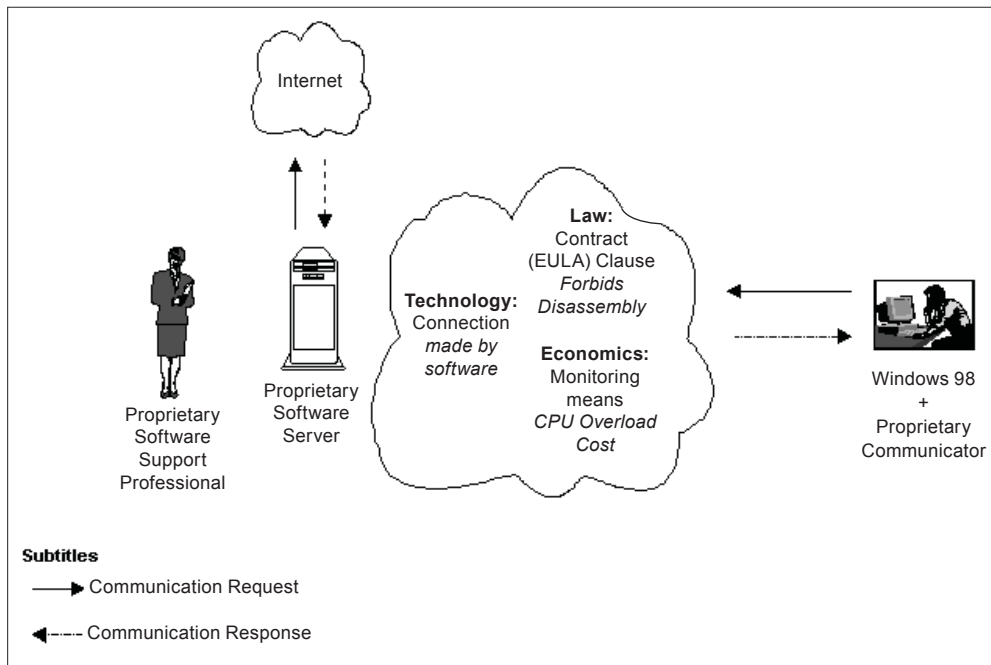 Internet
Law:
Contract
(EULA) Clause
Forbids
Disassembly
Technology:
Connection
made by
software
Economics:
Monitoring
means
CPU Overload
Cost
Proprietary
Software
Support
Professional
Proprietary
Software
Server
Windows 98
+
Proprietary
Communicator
Subtitles
Communication Request
Communication Response